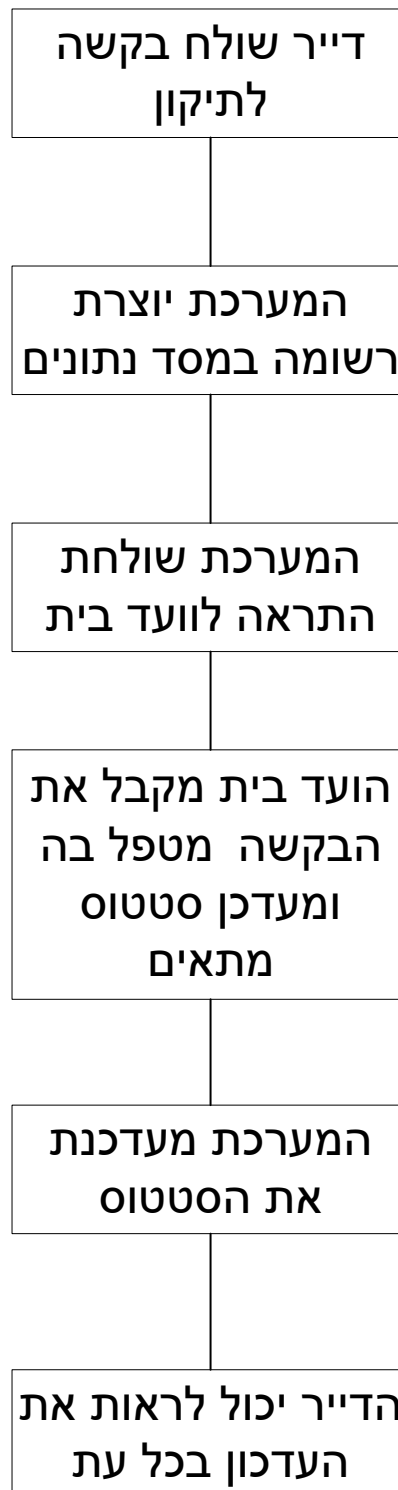 דייר שולח בקשה
לתיקון
המערכת יוצרת
רשומה במסד נתונים
המערכת שולחת
התראה לוועד בית
הועד בית מקבל את
הבקשה  מטפל בה
ומעדכן סטטוס
מתאים
המערכת מעדכנת
את הסטטוס
הדייר יכול לראות את
העדכון בכל עת